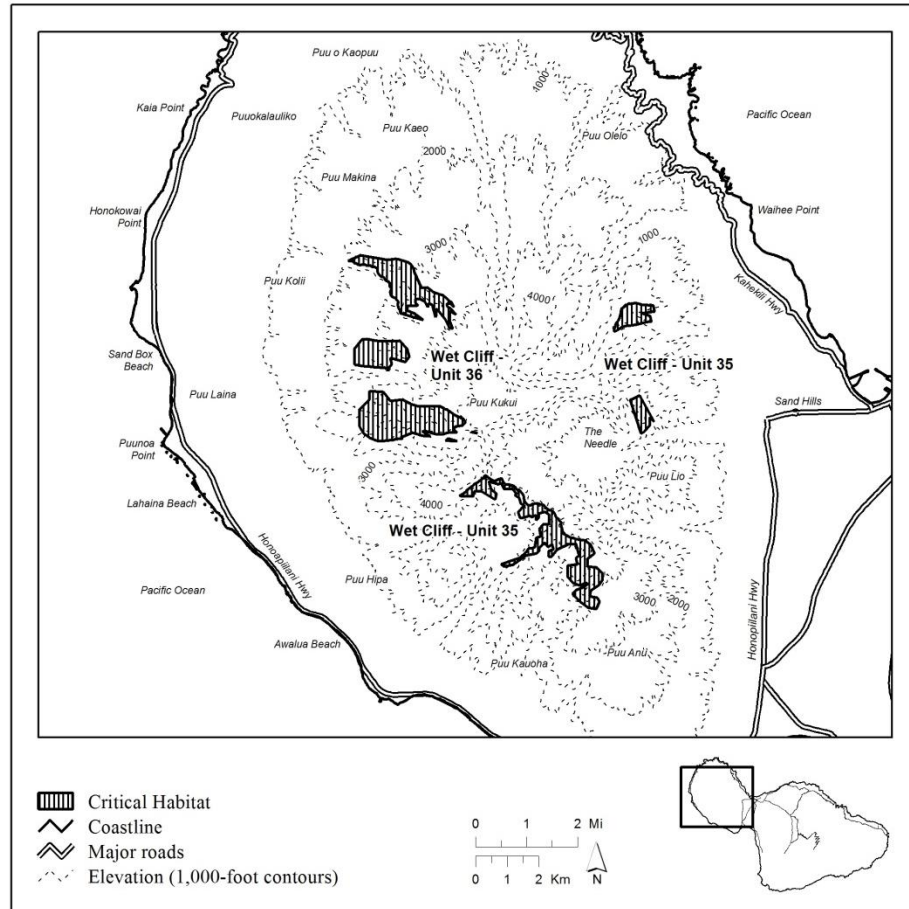 Puu o Kaopuu
1000
Kaia Point
Puuokalauliko
Puu Kaeo
Puu Olelo
Pacific Ocean
2000
Puu Makina
Honokowai
Point
Waihee Point
3000
1000
Puu Kolii
Kahekili Hwy
4000
Wet Cliff -
Unit 36
Wet Cliff - Unit 35
Sand Box
Beach
Puu Laina
Puu Kukui
Sand Hills
Puunoa
Point
The
Needle
3000
Puu Lio
Lahaina Beach
4000
Wet Cliff - Unit 35
Honoapiilani Hwy
Puu Hipa
Pacific Ocean
3000
2000
Honopiilani Hwy
Awalua Beach
Puu Kauoha
Puu Anu
Critical Habitat
Coastline
Major roads
Elevation (1,000-foot contours)
0 1 2 Mi
0 1 2 Km
N